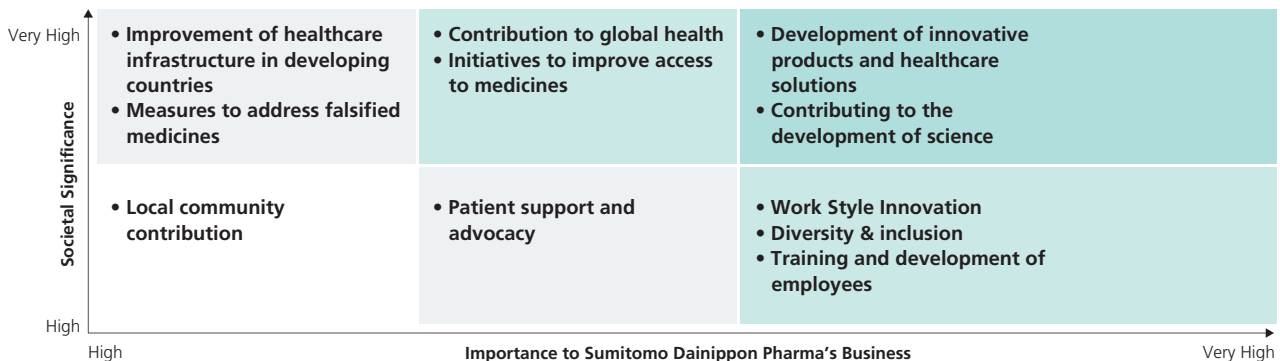 Very High
Societal Significance
High
• Improvement of healthcare
infrastructure in developing
countries
• Measures to address falsified
medicines
• Contribution to global health
• Initiatives to improve access
to medicines
• Development of innovative
products and healthcare
solutions
• Contributing to the
development of science
• Local community
contribution
• Patient support and
advocacy
• Work Style Innovation
• Diversity & inclusion
• Training and development of
employees
High
Importance to Sumitomo Dainippon Pharma's Business
Very High